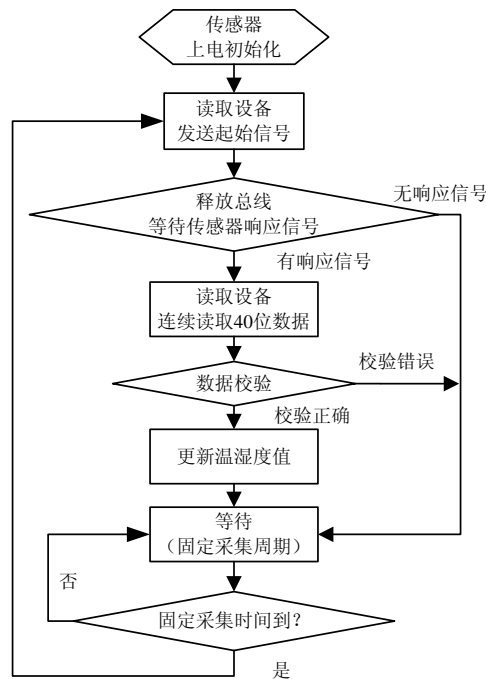 传感器
上电初始化
读取设备
发送起始信号
释放总线
等待传感器响应信号
无响应信号
有响应信号
读取设备
连续读取40位数据
数据校验
校验错误
校验正确
更新温湿度值
等待
（固定采集周期）
否
固定采集时间到？
是